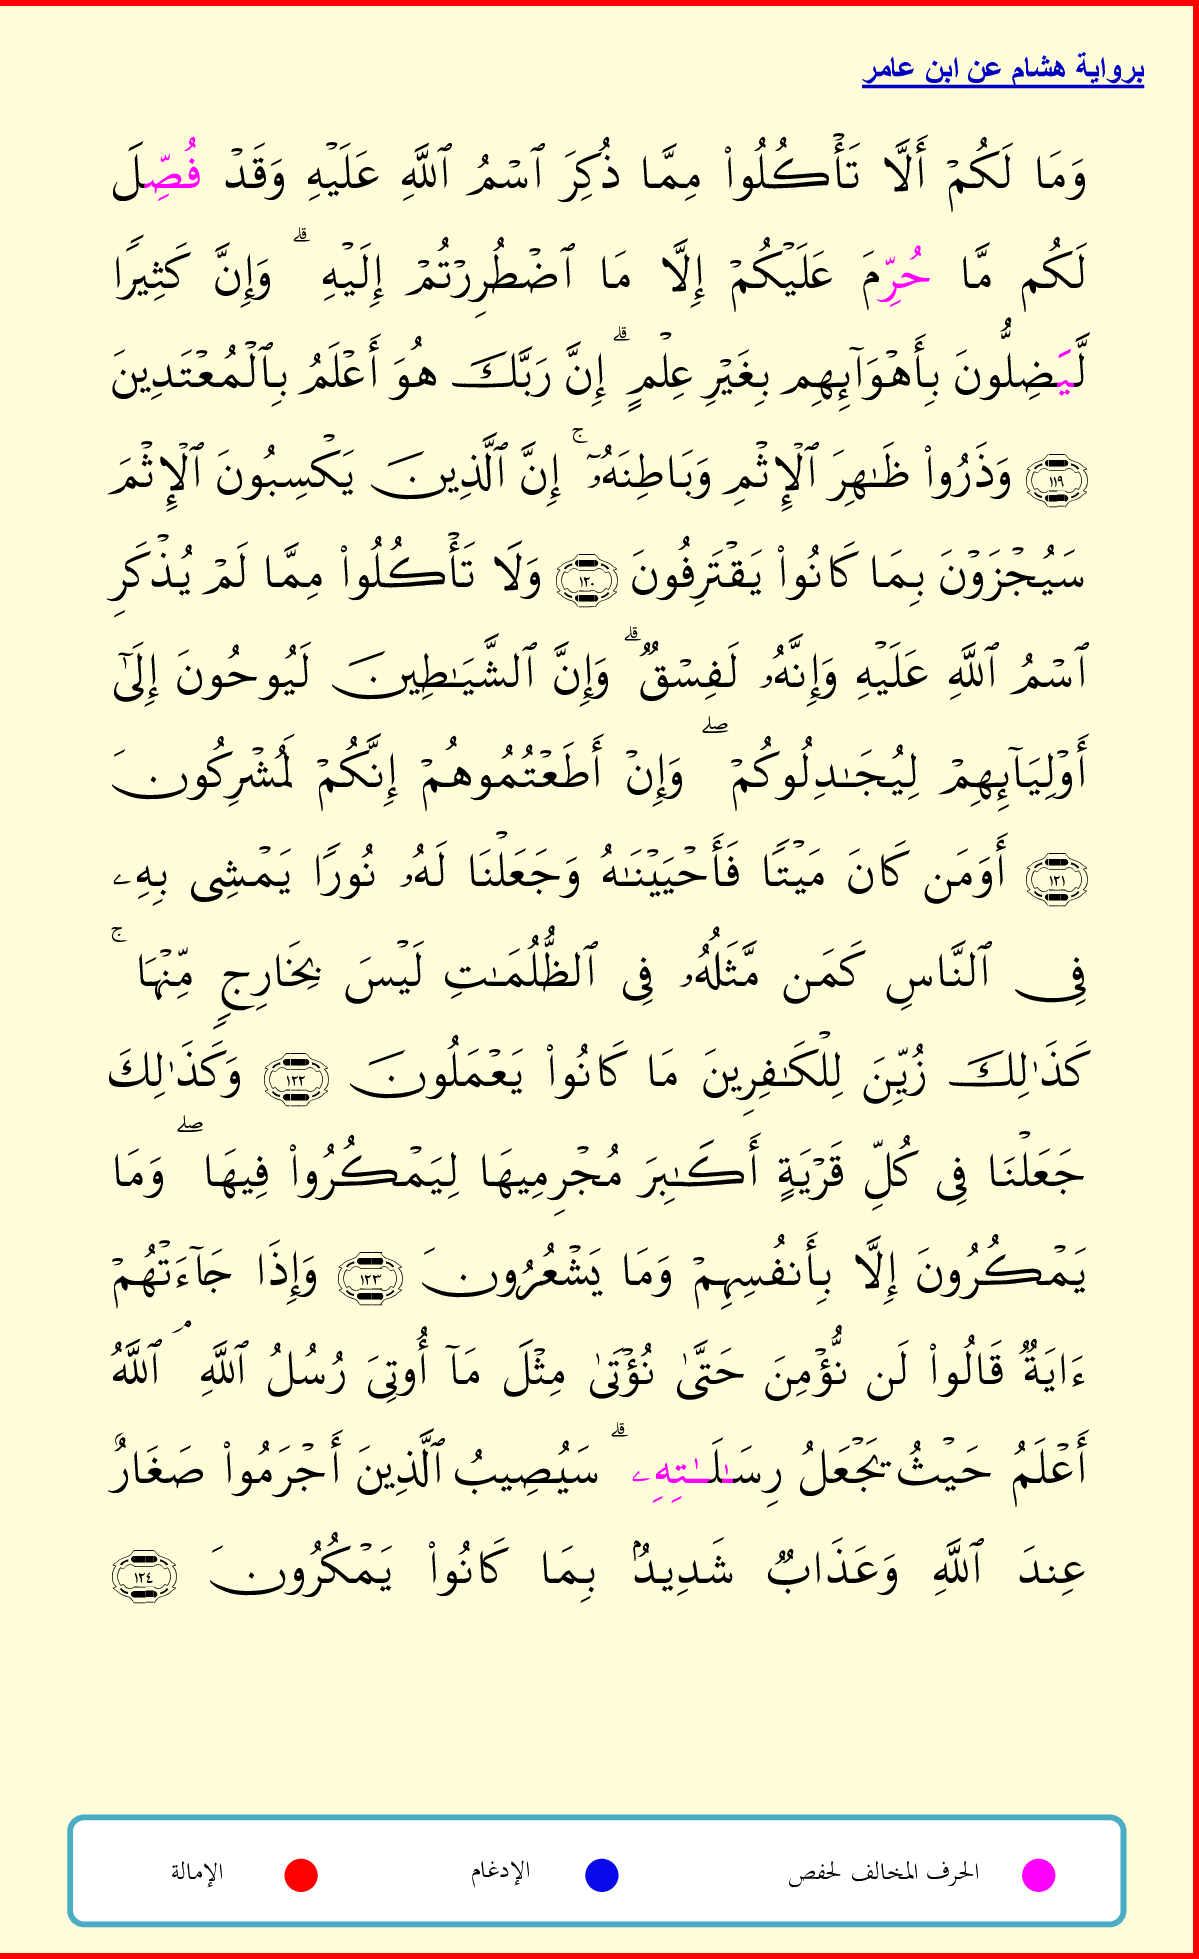 برواية هشام عن ابن عامر
وَمَا لَكُمْ أَلَّا تَأْكُلُوا۟ مِمَّا ذُكِرَ ٱسْمُ ٱللَّهِ عَلَيْهِ وَقَدْ فُصِّلَ
لَكُم مَّا حُرِّمَ عَلَيْكُمْ إِلَّا مَا ٱضْطُرِرْتُمْ إِلَيْهِ ۗ وَإِنَّ كَثِيرًا
لَّيَضِلُّونَ بِأَهْوَآئِهِم بِغَيْرِ عِلْمٍ ۗ إِنَّ رَبَّكَ هُوَ أَعْلَمُ بِٱلْمُعْتَدِينَ
١١٩ وَذَرُوا۟ ظَـٰهِرَ ٱلْإِثْمِ وَبَاطِنَهُۥٓ ۚ إِنَّ ٱلَّذِينَ يَكْسِبُونَ ٱلْإِثْمَ
سَيُجْزَوْنَ بِمَا كَانُوا۟ يَقْتَرِفُونَ ١٢٠ وَلَا تَأْكُلُوا۟ مِمَّا لَمْ يُذْكَرِ
ٱسْمُ ٱللَّهِ عَلَيْهِ وَإِنَّهُۥ لَفِسْقٌ ۗ وَإِنَّ ٱلشَّيَـٰطِينَ لَيُوحُونَ إِلَىٰٓ
أَوْلِيَآئِهِمْ لِيُجَـٰدِلُوكُمْ ۖ وَإِنْ أَطَعْتُمُوهُمْ إِنَّكُمْ لَمُشْرِكُونَ
١٢١ أَوَمَن كَانَ مَيْتًا فَأَحْيَيْنَـٰهُ وَجَعَلْنَا لَهُۥ نُورًا يَمْشِى بِهِۦ
فِى ٱلنَّاسِ كَمَن مَّثَلُهُۥ فِى ٱلظُّلُمَـٰتِ لَيْسَ بِخَارِجٍ مِّنْهَا ۚ
كَذَٰلِكَ زُيِّنَ لِلْكَـٰفِرِينَ مَا كَانُوا۟ يَعْمَلُونَ ١٢٢ وَكَذَٰلِكَ
جَعَلْنَا فِى كُلِّ قَرْيَةٍ أَكَـٰبِرَ مُجْرِمِيهَا لِيَمْكُرُوا۟ فِيهَا ۖ وَمَا
يَمْكُرُونَ إِلَّا بِأَنفُسِهِمْ وَمَا يَشْعُرُونَ ١٢٣ وَإِذَا جَآءَتْهُمْ
ءَايَةٌ قَالُوا۟ لَن نُّؤْمِنَ حَتَّىٰ نُؤْتَىٰ مِثْلَ مَآ أُوتِىَ رُسُلُ ٱللَّهِ ۘ ٱللَّهُ
أَعْلَمُ حَيْثُ يَجْعَلُ رِسَـٰلَـٰتِهِۦ ۗ سَيُصِيبُ ٱلَّذِينَ أَجْرَمُوا۟ صَغَارٌ
عِندَ ٱللَّهِ وَعَذَابٌ شَدِيدٌۢ بِمَا كَانُوا۟ يَمْكُرُونَ ١٢٤
الحرف المخالف لحفص الإدغام الإمالة